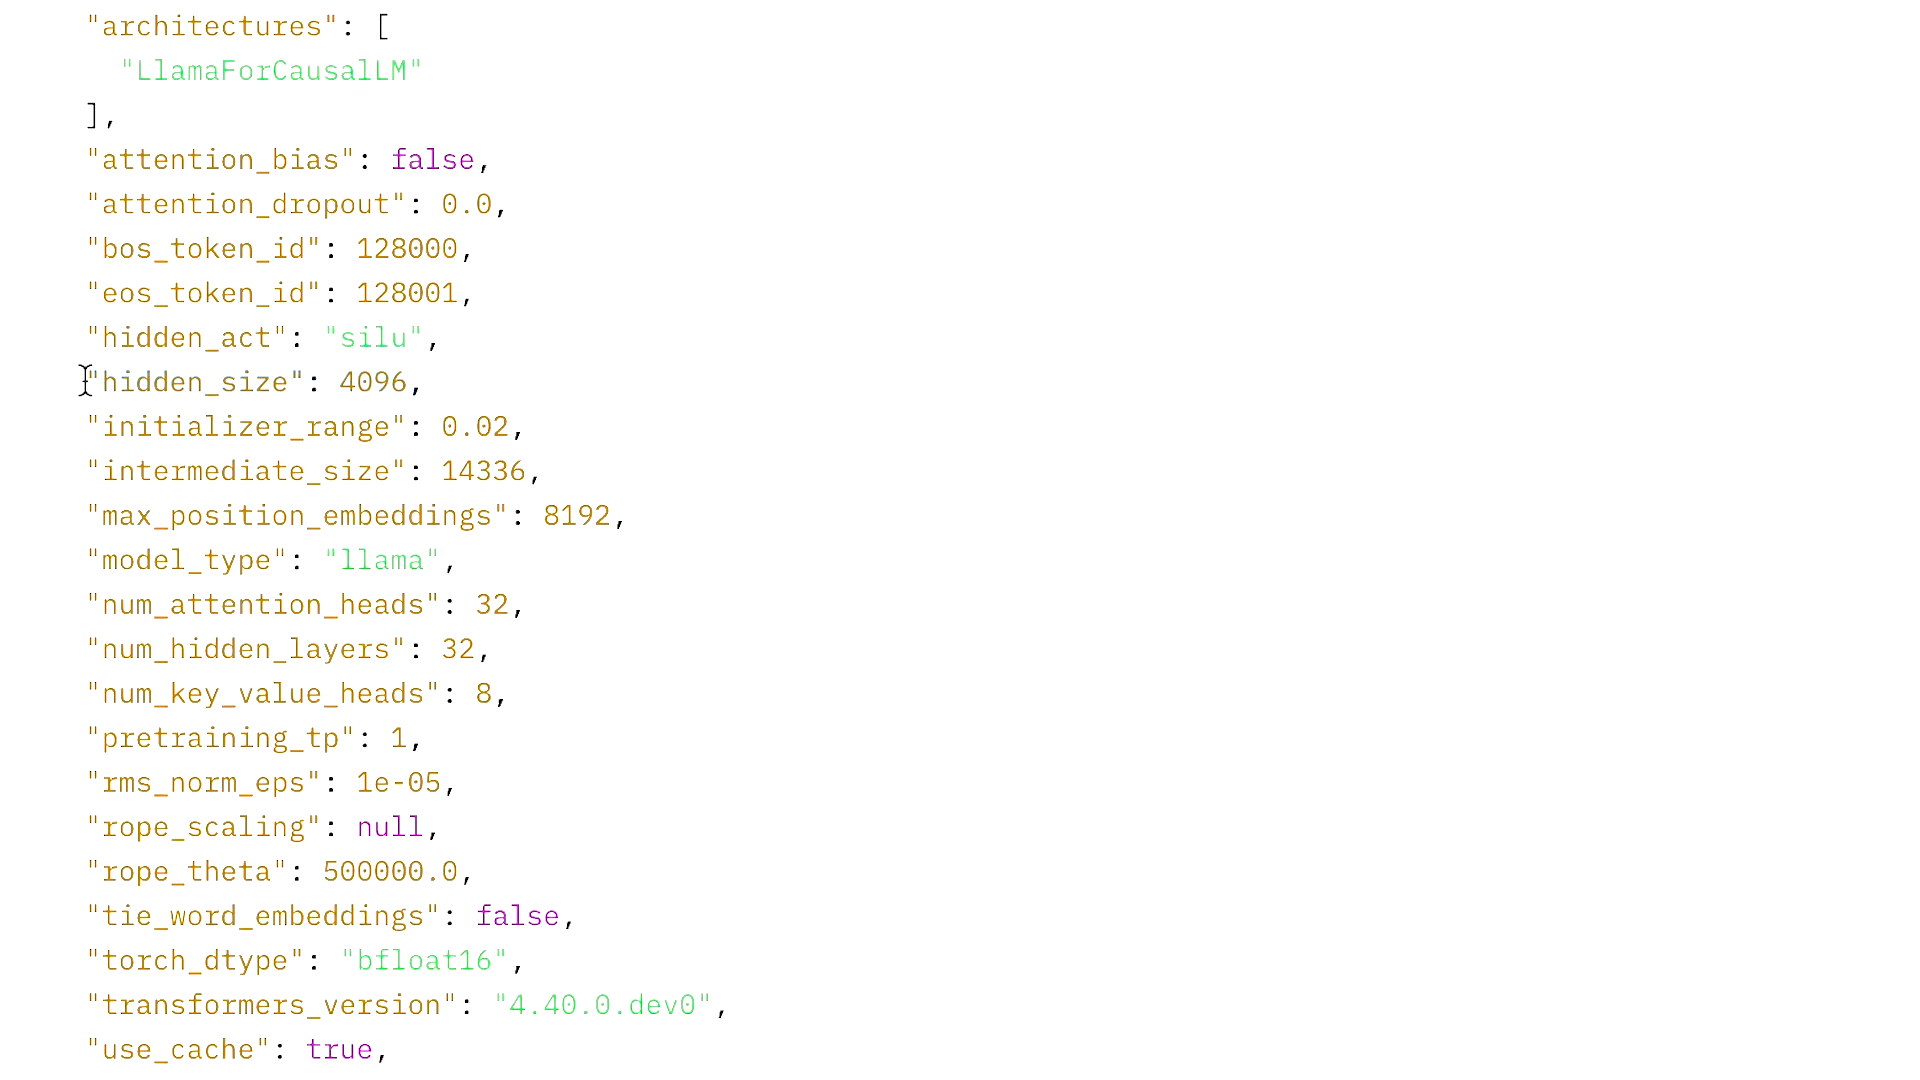 "architectures": [
"LlamaForCausalLM"
],
"attention_bias": false,
"attention_dropout": 0.0,
"bos_token_id": 128000,
"eos_token_id": 128001,
"hidden_act": "silu",
"hidden_size": 4096,
"initializer_range": 0.02,
"intermediate_size": 14336,
"max_position_embeddings": 8192,
"model_type": "llama",
"num_attention_heads": 32,
"num_hidden_layers": 32,
"num_key_value_heads": 8,
"pretraining_tp": 1,
"rms_norm_eps": 1e-05,
"rope_scaling": null,
"rope_theta": 500000.0,
"tie_word_embeddings": false,
"torch_dtype": "bfloat16",
"transformers_version": "4.40.0.dev0",
"use_cache": true,